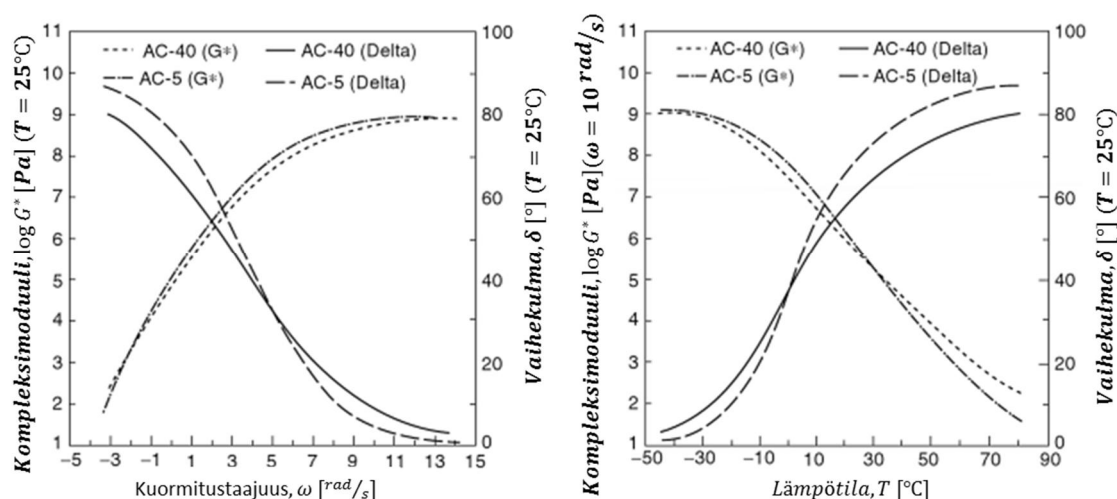 11
10
9
8
7
6
5
4
3
2
1
Kompleksimoduuli, log G* [Pa] (T = 25°C)
AC-40 (G*)
AC-40 (Delta)
AC-5 (G*)
AC-5 (Delta)
100
80
60
40
20
0
Vaihekulma, δ [°] (T = 25°C)
−5 −3 −1 1 3 5 7 9 11 13 15
Kuormitustaajuus, ω [rad/s]
11
10
9
8
7
6
5
4
3
2
1
Kompleksimoduuli, log G* [Pa](ω = 10 rad/s)
AC-40 (G*)
AC-40 (Delta)
AC-5 (G*)
AC-5 (Delta)
100
80
60
40
20
0
Vaihekulma, δ [°] (T = 25°C)
−50 −30 −10 10 30 50 70 90
Lämpötila, T [°C]